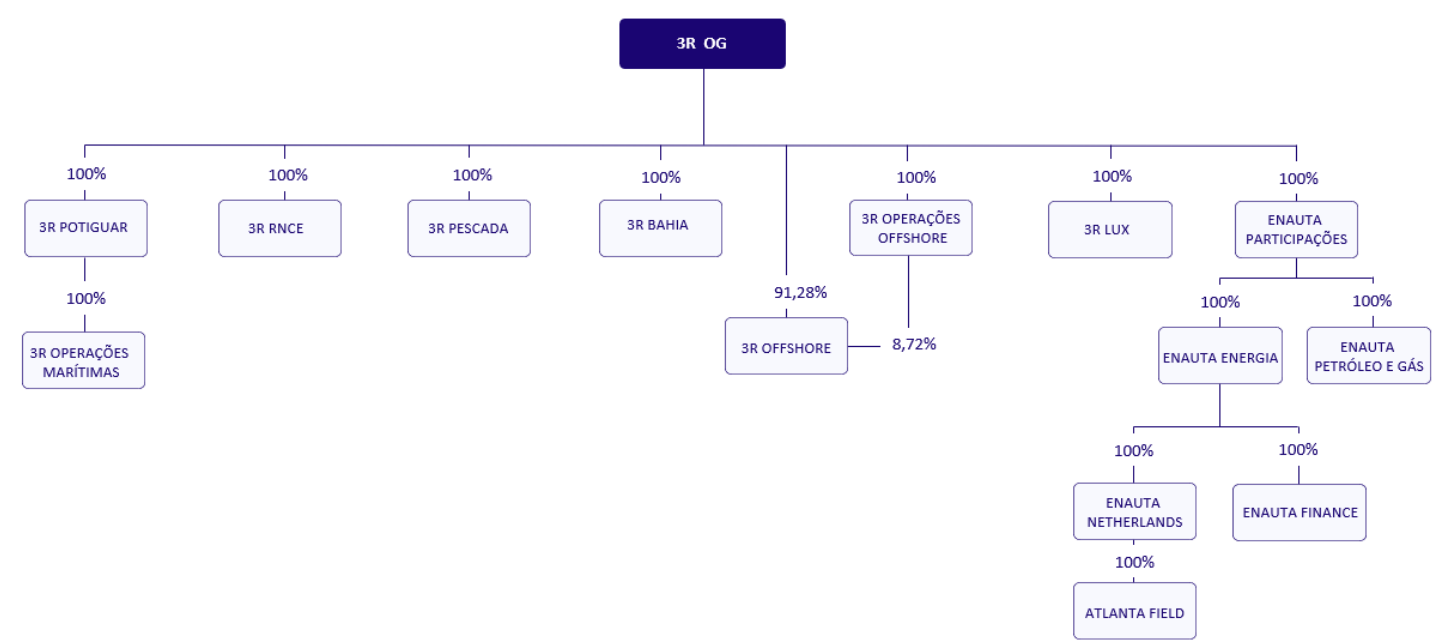 3R OG
100%
100%
100%
100%
100%
100%
100%
3R POTIGUAR
3R RNCE
3R PESCADA
3R BAHIA
3R OPERAÇÕES
OFFSHORE
3R LUX
ENAUTA
PARTICIPAÇÕES
100%
91,28%
100%
100%
3R OPERAÇÕES
MARÍTIMAS
3R OFFSHORE
8,72%
ENAUTA ENERGIA
ENAUTA
PETRÓLEO E GÁS
100%
100%
ENAUTA
NETHERLANDS
ENAUTA FINANCE
100%
ATLANTA FIELD